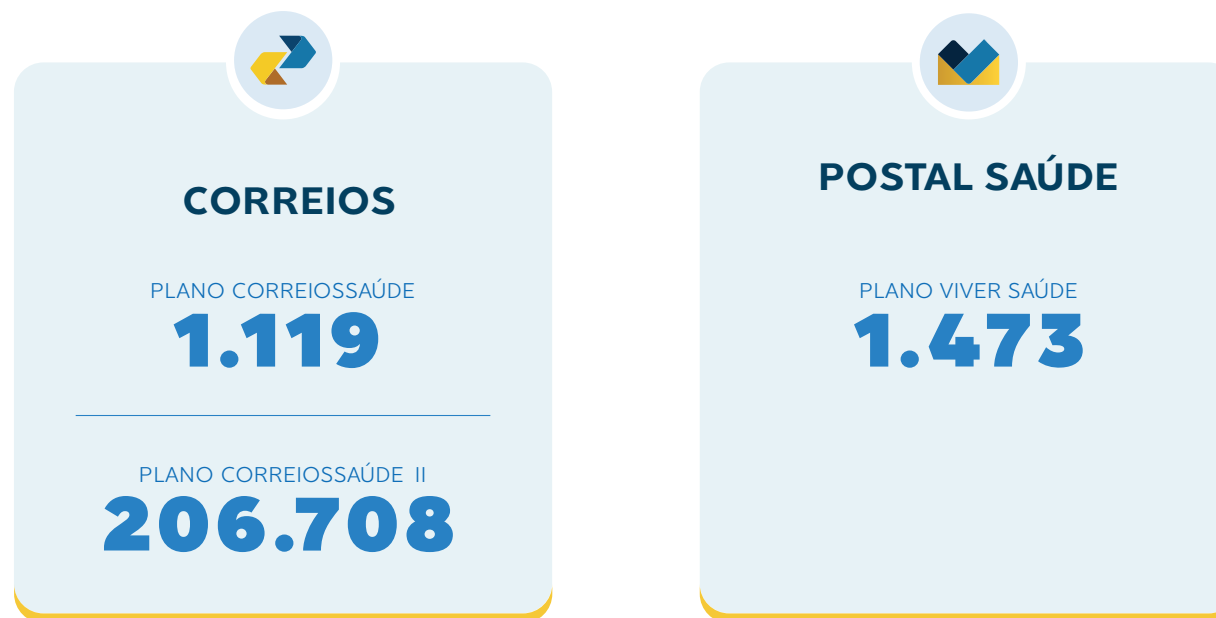 CORREIOS
PLANO CORREIOSSAÚDE
1.119
PLANO CORREIOSSAÚDE II
206.708
POSTAL SAÚDE
PLANO VIVER SAÚDE
1.473